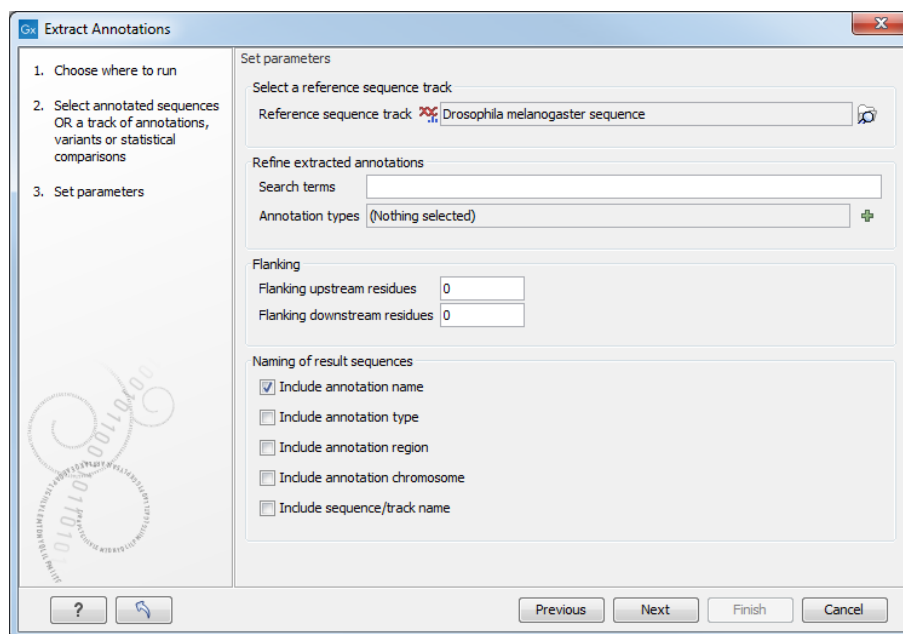 Gx Extract Annotations
1. Choose where to run
2. Select annotated sequences
OR a track of annotations,
variants or statistical
comparisons
3. Set parameters
Set parameters
Select a reference sequence track
Reference sequence track Drosophila melanogaster sequence
Refine extracted annotations
Search terms
Annotation types (Nothing selected)
Flanking
Flanking upstream residues 0
Flanking downstream residues 0
Naming of result sequences
Include annotation name
Include annotation type
Include annotation region
Include annotation chromosome
Include sequence/track name
? Previous Next Finish Cancel